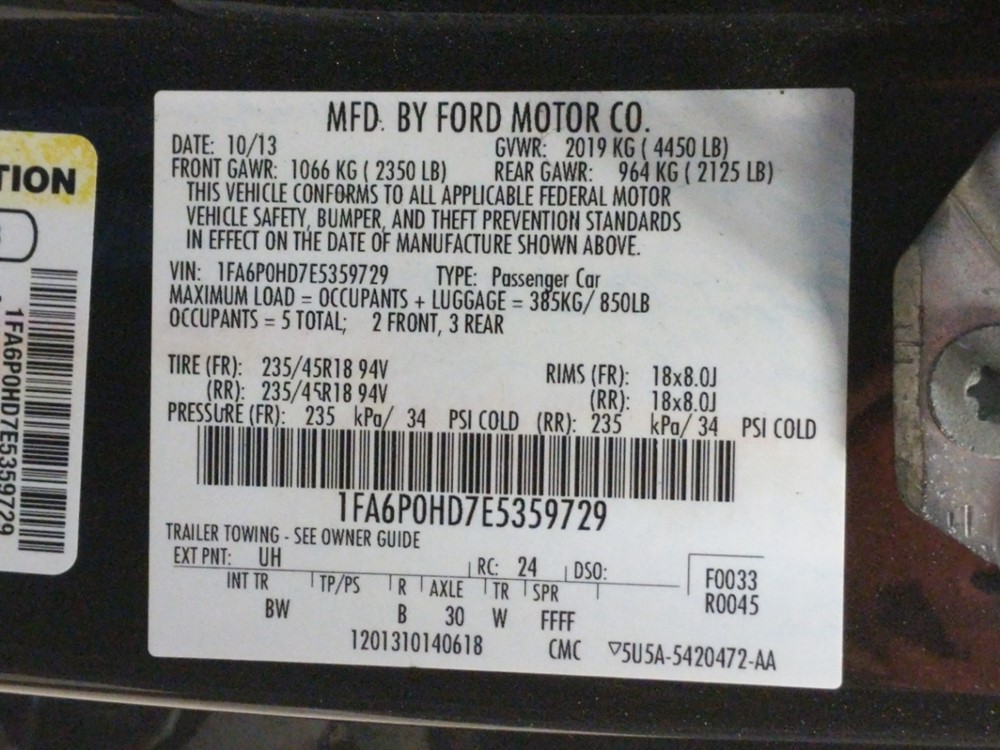 MFD. BY FORD MOTOR CO.
DATE: 10/13 GVWR: 2019 KG ( 4450 LB)
FRONT GAWR: 1066 KG ( 2350 LB) REAR GAWR: 964 KG ( 2125 LB)
THIS VEHICLE CONFORMS TO ALL APPLICABLE FEDERAL MOTOR
VEHICLE SAFETY, BUMPER, AND THEFT PREVENTION STANDARDS
IN EFFECT ON THE DATE OF MANUFACTURE SHOWN ABOVE.
VIN: 1FA6P0HD7E5359729 TYPE: Passenger Car
MAXIMUM LOAD = OCCUPANTS + LUGGAGE = 385KG/ 850LB
OCCUPANTS = 5 TOTAL; 2 FRONT, 3 REAR
TIRE (FR): 235/45R18 94V RIMS (FR): 18x8.0J
(RR): 235/45R18 94V (RR): 18x8.0J
PRESSURE (FR): 235 kPa/ 34 PSI COLD (RR): 235 kPa/ 34 PSI COLD
1FA6P0HD7E5359729
TRAILER TOWING - SEE OWNER GUIDE
EXT PNT: UH RC: 24 DSO: F0033
INT TR TP/PS R AXLE TR SPR R0045
BW B 30 W FFFF
1201310140618 CMC ▽5U5A-5420472-AA
TION
1FA6P0HD7E5359729